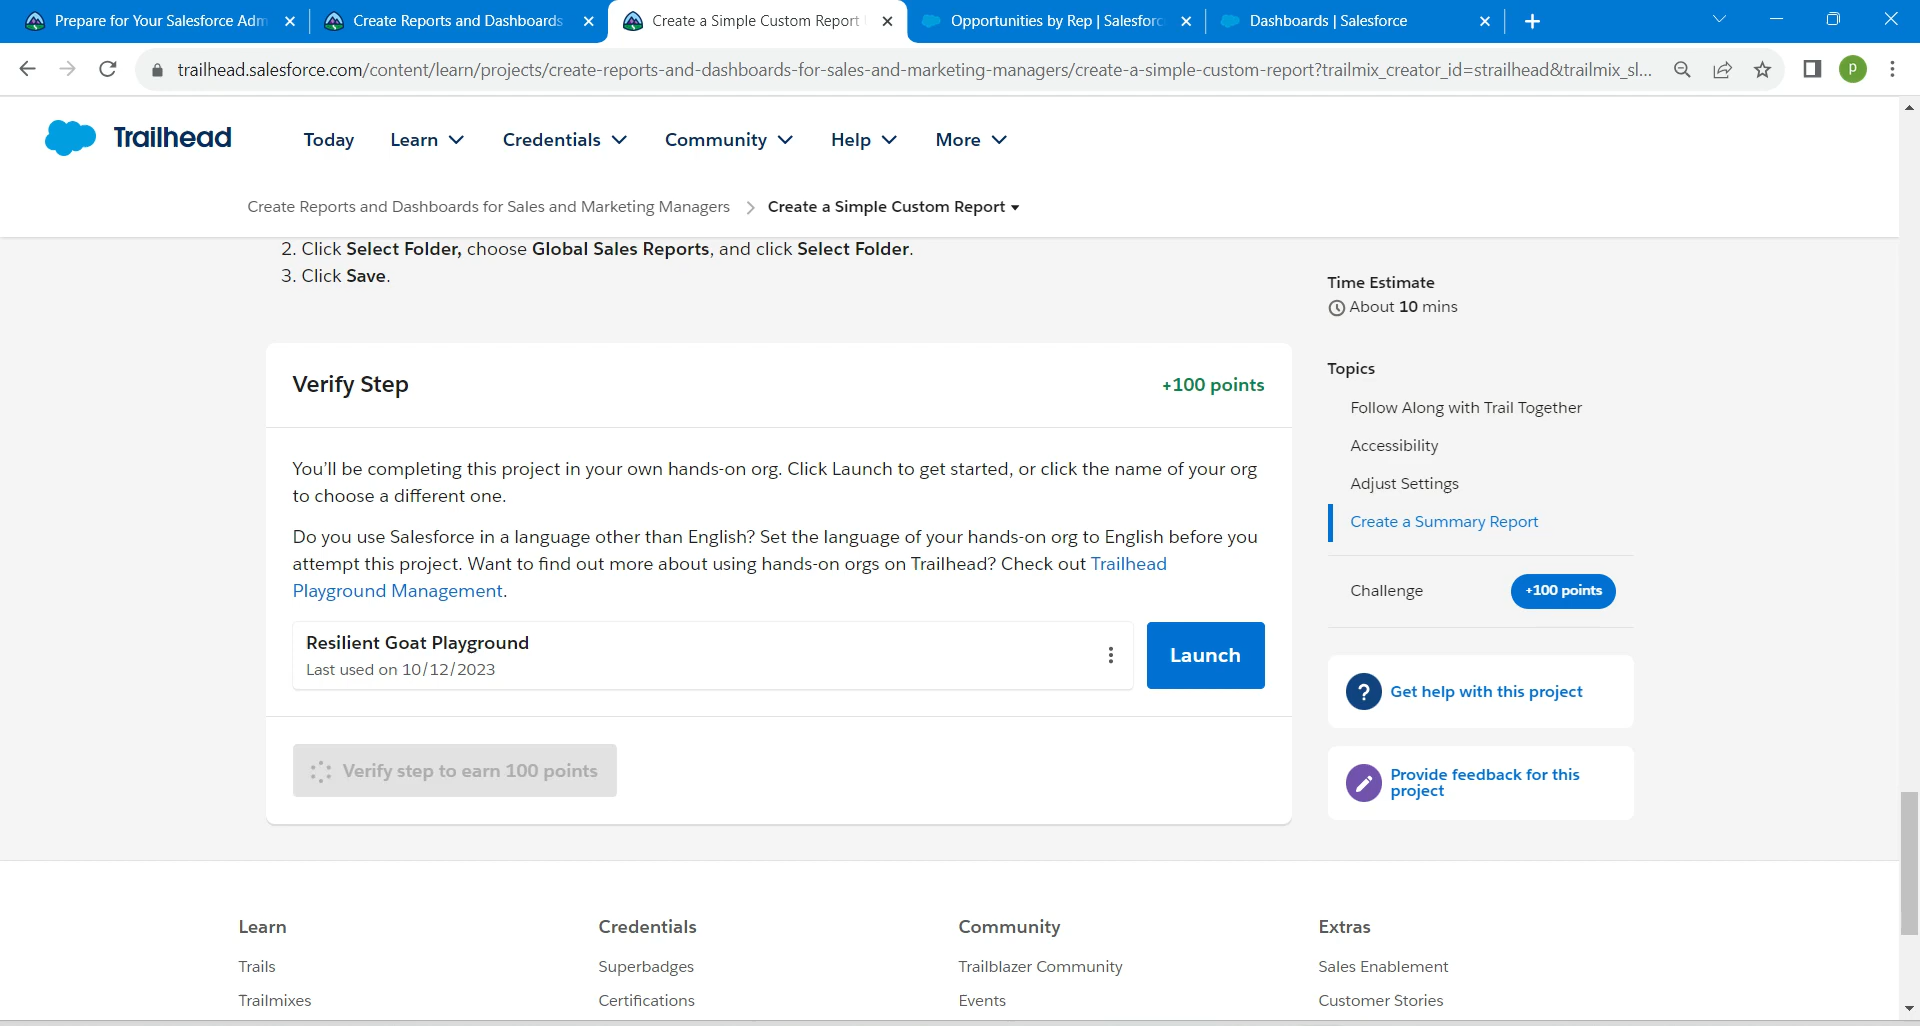 Prepare for Your Salesforce Adm
Create Reports and Dashboards
Create a Simple Custom Report
Opportunities by Rep | Salesforc
Dashboards | Salesforce
trailhead.salesforce.com/content/learn/projects/create-reports-and-dashboards-for-sales-and-marketing-managers/create-a-simple-custom-report?trailmix_creator_id=strailhead&trailmix_sl...
P
Trailhead
Today
Learn
Credentials
Community
Help
More
Create Reports and Dashboards for Sales and Marketing Managers
Create a Simple Custom Report
2. Click Select Folder, choose Global Sales Reports, and click Select Folder.
3. Click Save.
Time Estimate
About 10 mins
Topics
Follow Along with Trail Together
Accessibility
Adjust Settings
Create a Summary Report
Challenge
+100 points
? Get help with this project
Provide feedback for this
project
Verify Step
+100 points
You'll be completing this project in your own hands-on org. Click Launch to get started, or click the name of your org
to choose a different one.
Do you use Salesforce in a language other than English? Set the language of your hands-on org to English before you
attempt this project. Want to find out more about using hands-on orgs on Trailhead? Check out Trailhead
Playground Management.
Resilient Goat Playground
Last used on 10/12/2023
Launch
Verify step to earn 100 points
Learn
Trails
Trailmixes
Credentials
Superbadges
Certifications
Community
Trailblazer Community
Events
Extras
Sales Enablement
Customer Stories